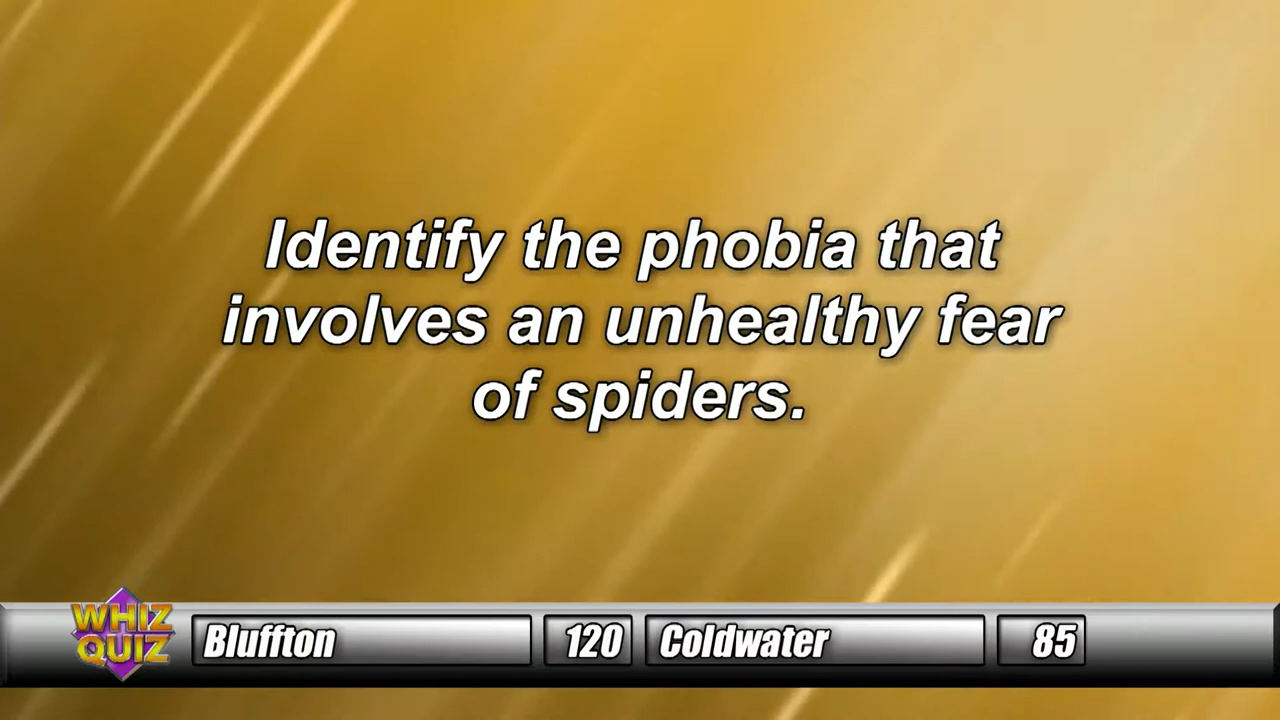 Identify the phobia that
involves an unhealthy fear
of spiders.
WHIZ
QUIZ
Bluffton 120 Coldwater 85